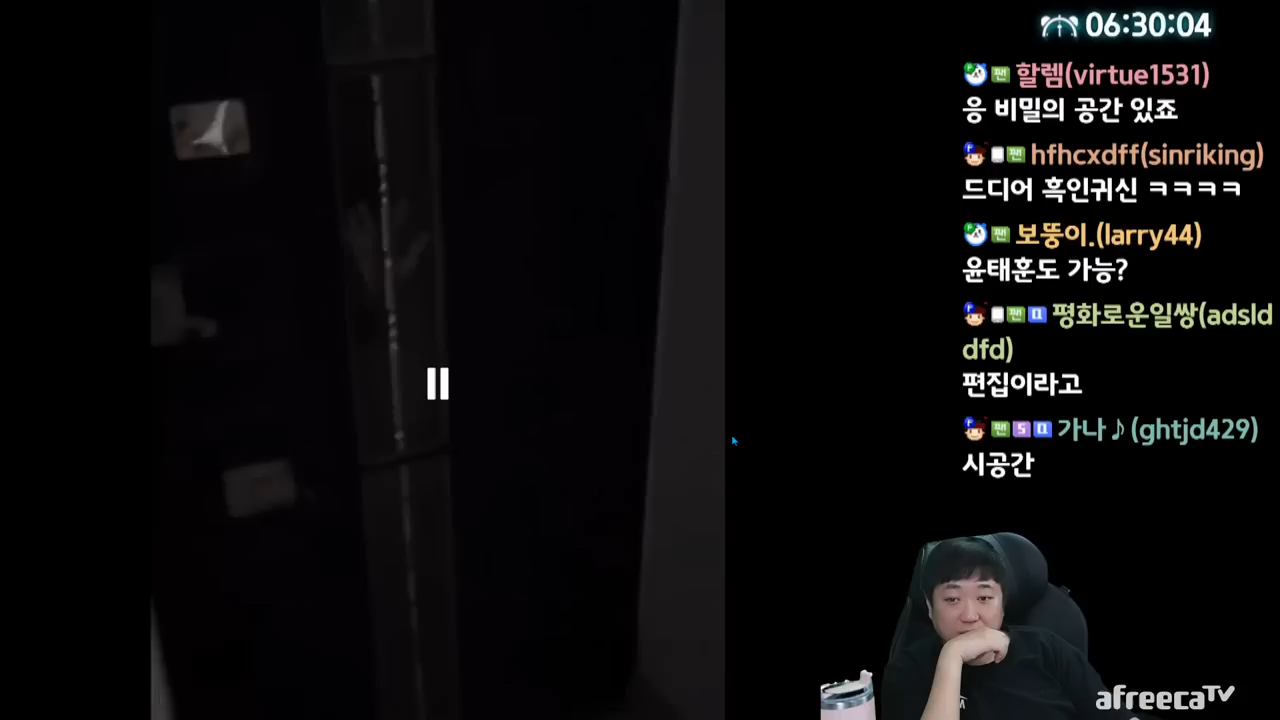 06:30:04
할렘(virtue1531)
응 비밀의 공간 있죠
hfhcxdff(sinriking)
드디어 흑인귀신 ㅋㅋㅋㅋ
보뚱이.(larry44)
윤태훈도 가능?
평화로운일쌍(adsld
dfd)
편집이라고
가나♪(ghtjd429)
시공간
afreecaTV